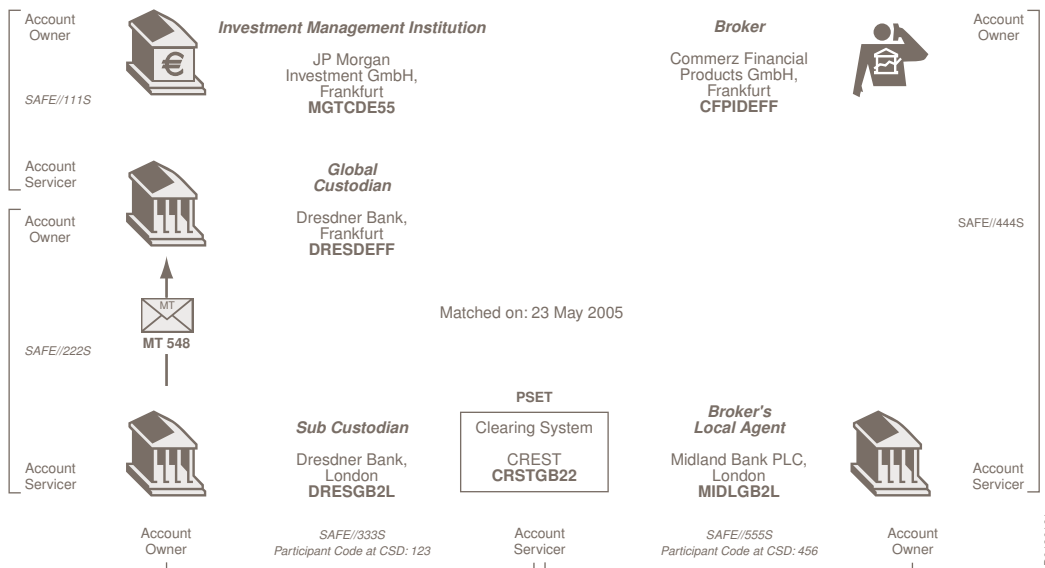 Account
Owner
Investment Management Institution
Broker
Account
Owner
JP Morgan
Investment GmbH,
Frankfurt
MGTCDE55
Commerz Financial
Products GmbH,
Frankfurt
CFPIDEFF
€
SAFE//111S
Account
Servicer
Global
Custodian
Account
Owner
Dresdner Bank,
Frankfurt
DRESDEFF
SAFE//444S
MT
MT 548
Matched on: 23 May 2005
SAFE//222S
PSET
Sub Custodian
Clearing System
Broker's
Local Agent
Dresdner Bank,
London
DRESGB2L
CREST
CRSTGB22
Midland Bank PLC,
London
MIDLGB2L
Account
Servicer
Account
Servicer
Account
Owner
SAFE//333S
Participant Code at CSD: 123
Account
Servicer
SAFE//555S
Participant Code at CSD: 456
Account
Owner